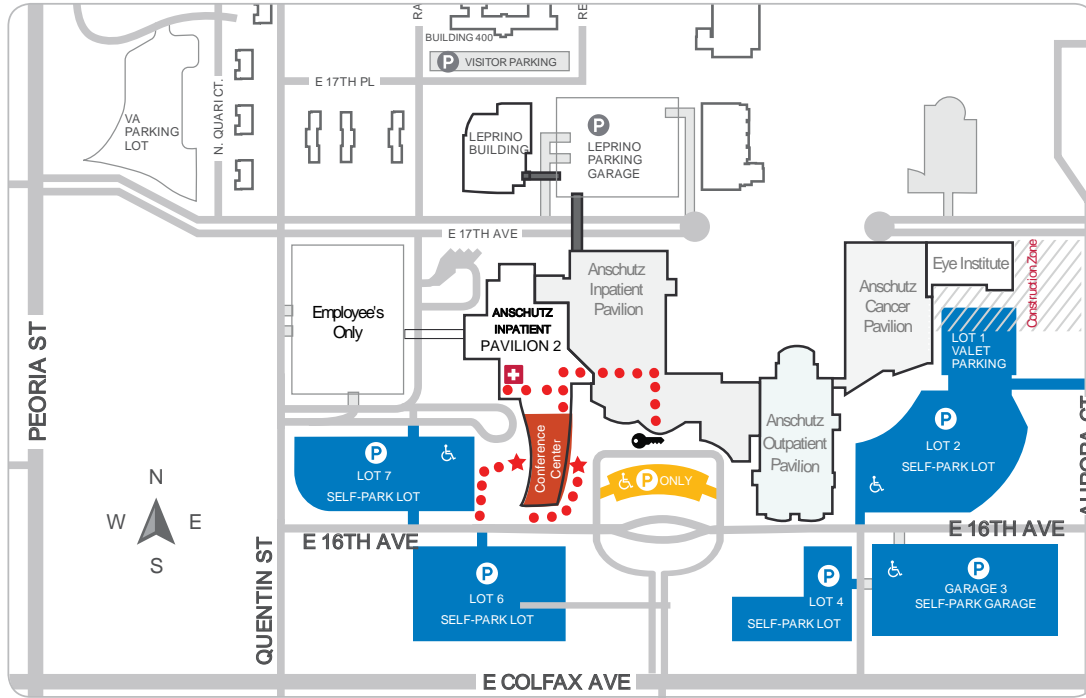 RA
RE
BUILDING 400
P VISITOR PARKING
E 17TH PL
N. QUARI CT.
VA
PARKING
LOT
LEPRINO
BUILDING
P
LEPRINO
PARKING
GARAGE
E 17TH AVE
PEORIA ST
Employee's
Only
ANSCHUTZ
INPATIENT
PAVILION 2
Anschutz
Inpatient
Pavilion
Anschutz
Cancer
Pavilion
Eye Institute
Construction Zone
LOT 1
VALET
PARKING
Conference
Center
Anschutz
Outpatient
Pavilion
P
LOT 2
SELF-PARK LOT
AURORA CT
P
LOT 7
SELF-PARK LOT
P ONLY
N
W E
S
E 16TH AVE
E 16TH AVE
QUENTIN ST
P
LOT 6
SELF-PARK LOT
P
LOT 4
SELF-PARK LOT
P
GARAGE 3
SELF-PARK GARAGE
E COLFAX AVE